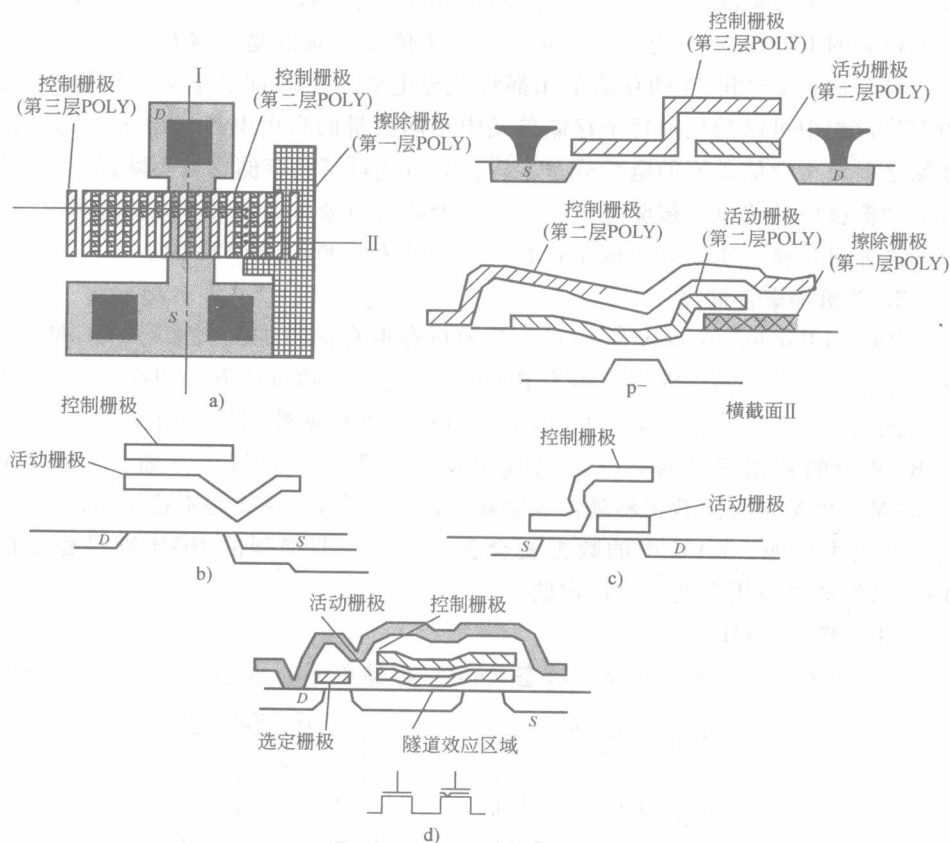 控制栅极
(第三层POLY)
I
控制栅极
(第二层POLY)
擦除栅极
(第一层POLY)
D
II
S
a)
控制栅极
(第三层POLY)
活动栅极
(第二层POLY)
S
D
控制栅极
(第二层POLY)
活动栅极
(第二层POLY)
擦除栅极
(第一层POLY)
p−
横截面II
控制栅极
活动栅极
D
S
b)
控制栅极
活动栅极
S
D
c)
活动栅极
控制栅极
D
S
选定栅极
隧道效应区域
d)